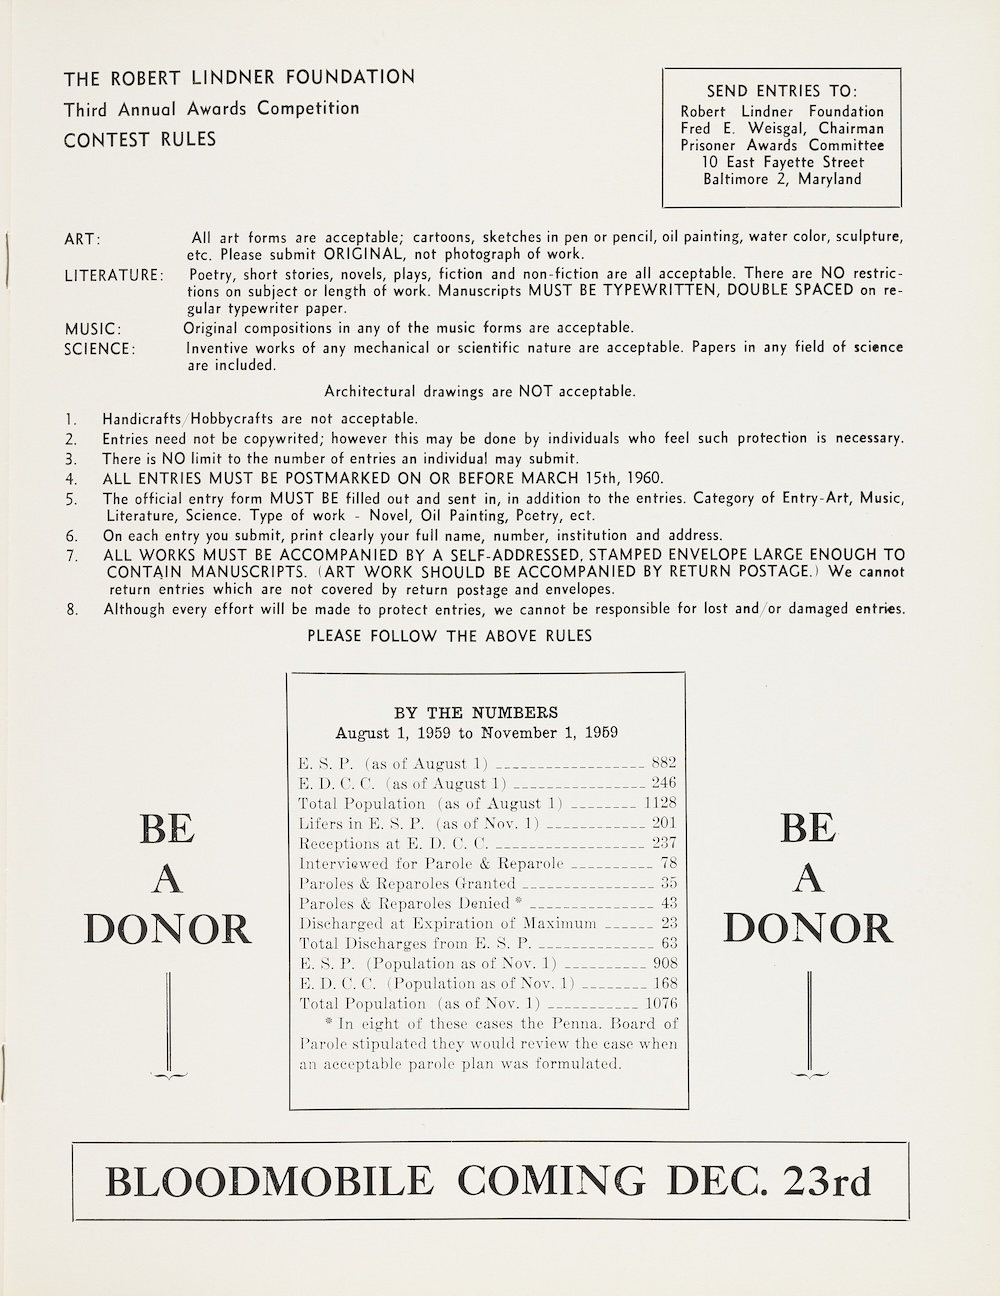 THE ROBERT LINDNER FOUNDATION
Third Annual Awards Competition
CONTEST RULES
SEND ENTRIES TO:
Robert Lindner Foundation
Fred E. Weisgal, Chairman
Prisoner Awards Committee
10 East Fayette Street
Baltimore 2, Maryland
ART: All art forms are acceptable; cartoons, sketches in pen or pencil, oil painting, water color, sculpture,
etc. Please submit ORIGINAL, not photograph of work.
LITERATURE: Poetry, short stories, novels, plays, fiction and non-fiction are all acceptable. There are NO restric-
tions on subject or length of work. Manuscripts MUST BE TYPEWRITTEN, DOUBLE SPACED on re-
gular typewriter paper.
MUSIC: Original compositions in any of the music forms are acceptable.
SCIENCE: Inventive works of any mechanical or scientific nature are acceptable. Papers in any field of science
are included.
Architectural drawings are NOT acceptable.
1. Handicrafts/Hobbycrafts are not acceptable.
2. Entries need not be copywrited; however this may be done by individuals who feel such protection is necessary.
3. There is NO limit to the number of entries an individual may submit.
4. ALL ENTRIES MUST BE POSTMARKED ON OR BEFORE MARCH 15th, 1960.
5. The official entry form MUST BE filled out and sent in, in addition to the entries. Category of Entry-Art, Music,
Literature, Science. Type of work - Novel, Oil Painting, Poetry, ect.
6. On each entry you submit, print clearly your full name, number, institution and address.
7. ALL WORKS MUST BE ACCOMPANIED BY A SELF-ADDRESSED, STAMPED ENVELOPE LARGE ENOUGH TO
CONTAIN MANUSCRIPTS. (ART WORK SHOULD BE ACCOMPANIED BY RETURN POSTAGE.) We cannot
return entries which are not covered by return postage and envelopes.
8. Although every effort will be made to protect entries, we cannot be responsible for lost and/or damaged entries.
PLEASE FOLLOW THE ABOVE RULES
BE
A
DONOR
BY THE NUMBERS
August 1, 1959 to November 1, 1959
E. S. P. (as of August 1) 882
E. D. C. C. (as of August 1) 246
Total Population (as of August 1) 1128
Lifers in E. S. P. (as of Nov. 1) 201
Receptions at E. D. C. C. 237
Interviewed for Parole & Reparole 78
Paroles & Reparoles Granted 35
Paroles & Reparoles Denied * 43
Discharged at Expiration of Maximum 23
Total Discharges from E. S. P. 63
E. S. P. (Population as of Nov. 1) 908
E. D. C. C. (Population as of Nov. 1) 168
Total Population (as of Nov. 1) 1076
* In eight of these cases the Penna. Board of
Parole stipulated they would review the case when
an acceptable parole plan was formulated.
BE
A
DONOR
BLOODMOBILE COMING DEC. 23rd